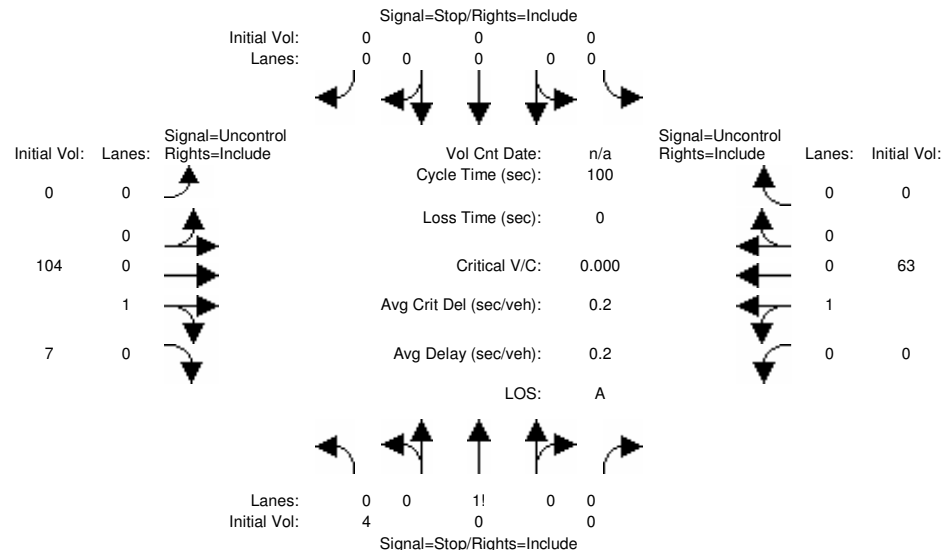 Signal=Stop/Rights=Include
Initial Vol: 0 0 0
Lanes: 0 0 0 0 0
Signal=Uncontrol Signal=Uncontrol
Initial Vol: Lanes: Rights=Include Vol Cnt Date: n/a Rights=Include Lanes: Initial Vol:
Cycle Time (sec): 100
0 0 0 0
Loss Time (sec): 0
0 0
104 0 Critical V/C: 0.000 0 63
1 Avg Crit Del (sec/veh): 0.2 1
7 0 Avg Delay (sec/veh): 0.2 0 0
LOS: A
Lanes: 0 0 1! 0 0
Initial Vol: 4 0 0
Signal=Stop/Rights=Include